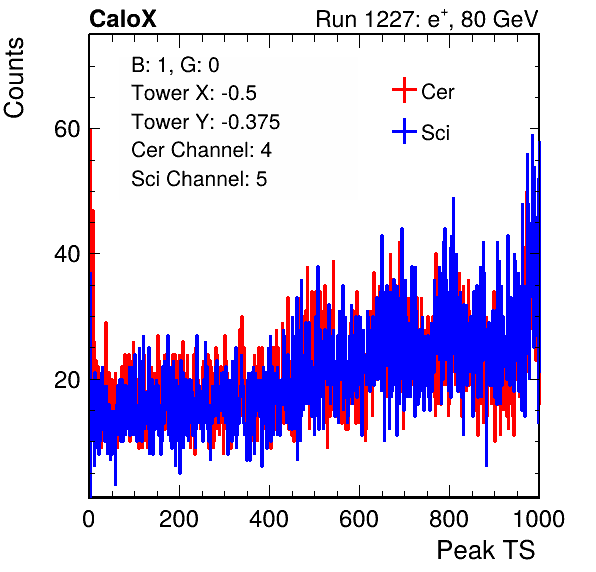 CaloX
Run 1227: e+, 80 GeV
Counts
B: 1, G: 0
Tower X: -0.5
Tower Y: -0.375
Cer Channel: 4
Sci Channel: 5
Cer
Sci
60
40
20
0 200 400 600 800 1000
Peak TS